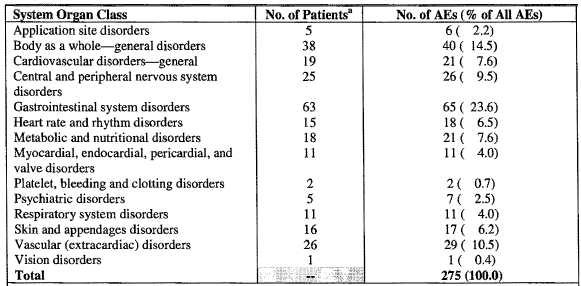 System Organ Class No. of Patientsa No. of AEs (% of All AEs)
Application site disorders 5 6 ( 2.2)
Body as a whole—general disorders 38 40 ( 14.5)
Cardiovascular disorders—general 19 21 ( 7.6)
Central and peripheral nervous system 25 26 ( 9.5)
disorders
Gastrointestinal system disorders 63 65 ( 23.6)
Heart rate and rhythm disorders 15 18 ( 6.5)
Metabolic and nutritional disorders 18 21 ( 7.6)
Myocardial, endocardial, pericardial, and 11 11 ( 4.0)
valve disorders
Platelet, bleeding and clotting disorders 2 2 ( 0.7)
Psychiatric disorders 5 7 ( 2.5)
Respiratory system disorders 11 11 ( 4.0)
Skin and appendages disorders 16 17 ( 6.2)
Vascular (extracardiac) disorders 26 29 ( 10.5)
Vision disorders 1 1 ( 0.4)
Total -- 275 (100.0)